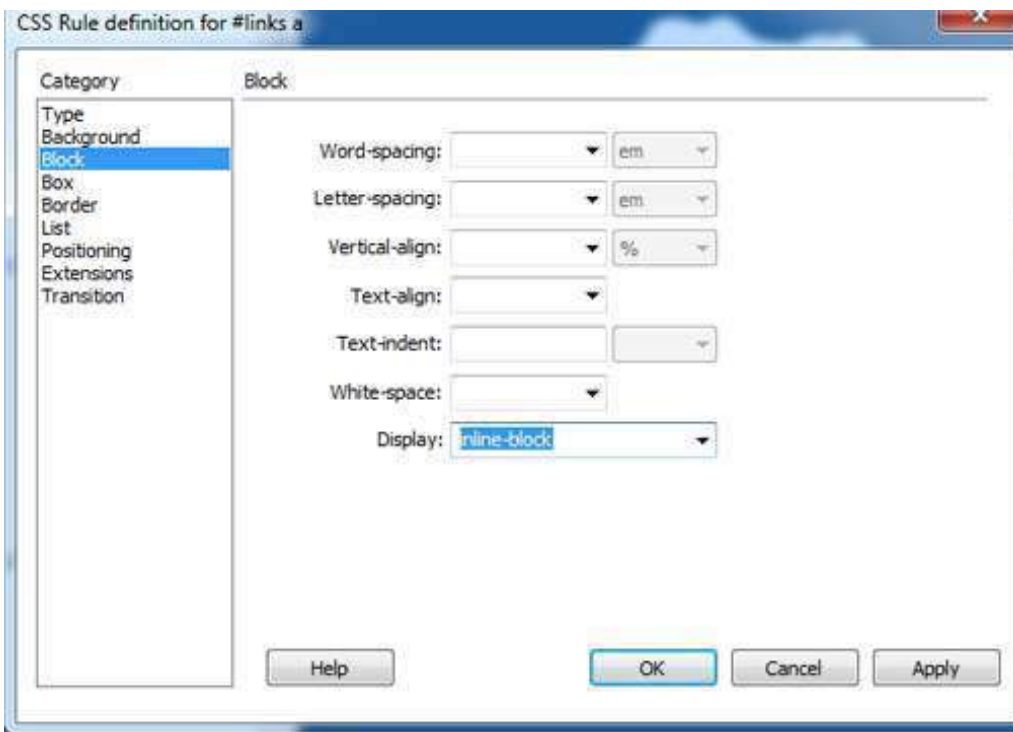 CSS Rule definition for #links a
Category
Block
Type
Background
Block
Box
Border
List
Positioning
Extensions
Transition
Word-spacing: em
Letter-spacing: em
Vertical-align: %
Text-align:
Text-indent:
White-space:
Display: inline-block
Help OK Cancel Apply